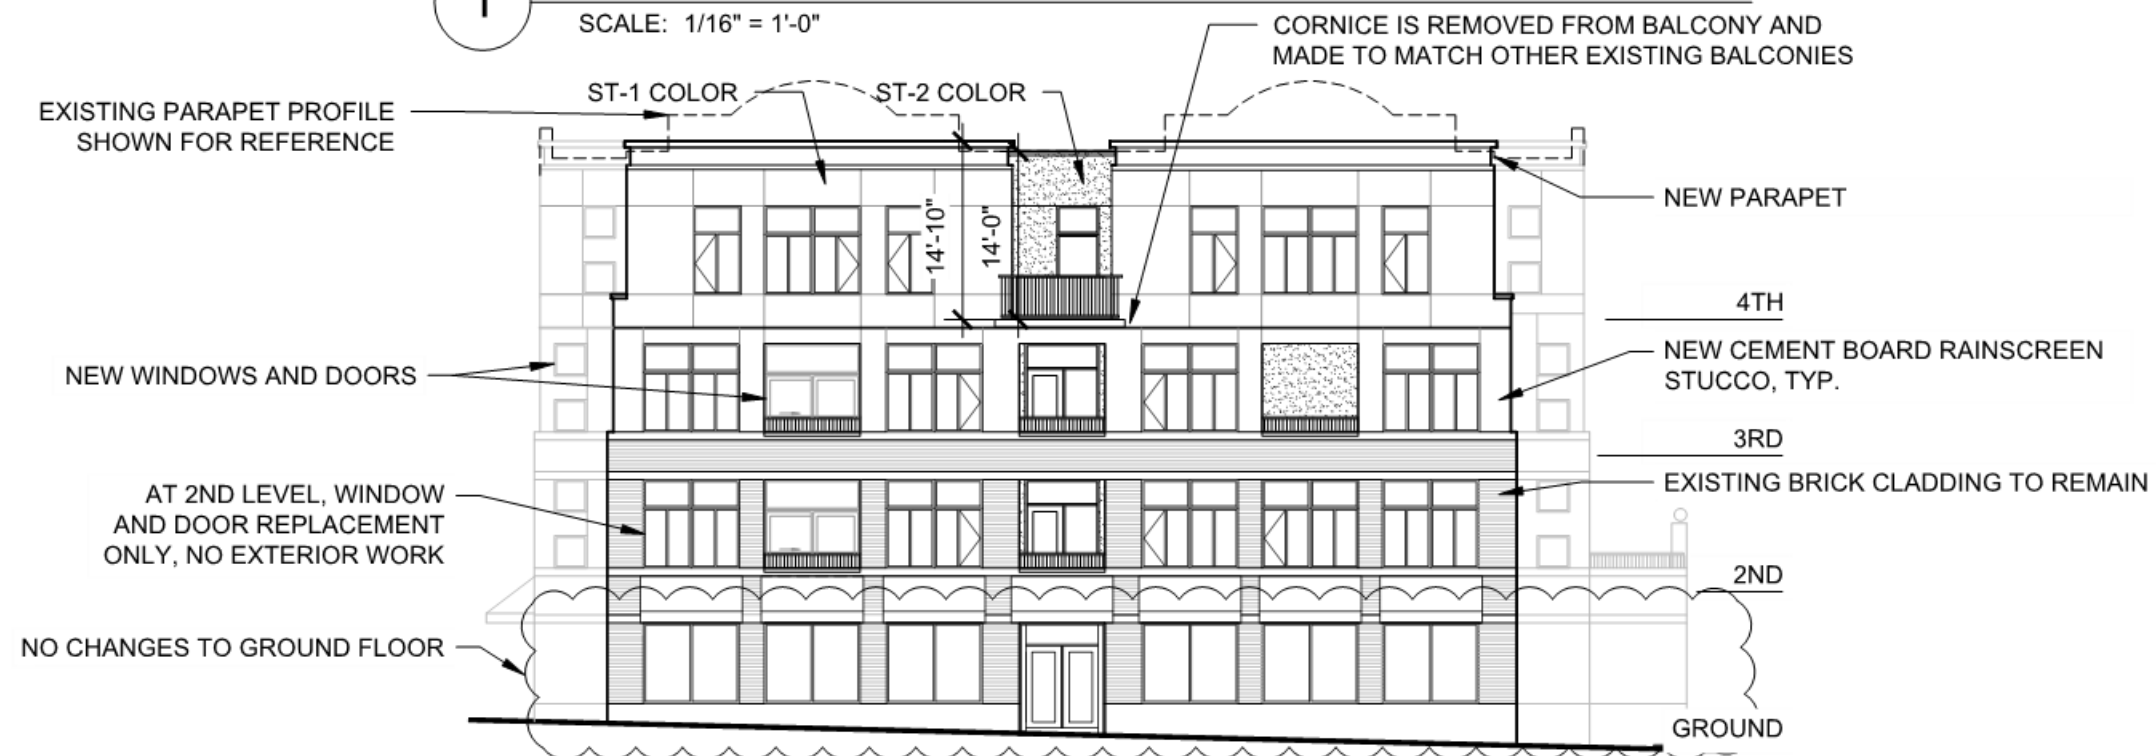 1
SCALE: 1/16" = 1'-0"
CORNICE IS REMOVED FROM BALCONY AND
MADE TO MATCH OTHER EXISTING BALCONIES
ST-1 COLOR
ST-2 COLOR
EXISTING PARAPET PROFILE
SHOWN FOR REFERENCE
NEW PARAPET
14'-10"
14'-0"
4TH
NEW WINDOWS AND DOORS
NEW CEMENT BOARD RAINSCREEN
STUCCO, TYP.
3RD
AT 2ND LEVEL, WINDOW
AND DOOR REPLACEMENT
ONLY, NO EXTERIOR WORK
EXISTING BRICK CLADDING TO REMAIN
2ND
NO CHANGES TO GROUND FLOOR
GROUND